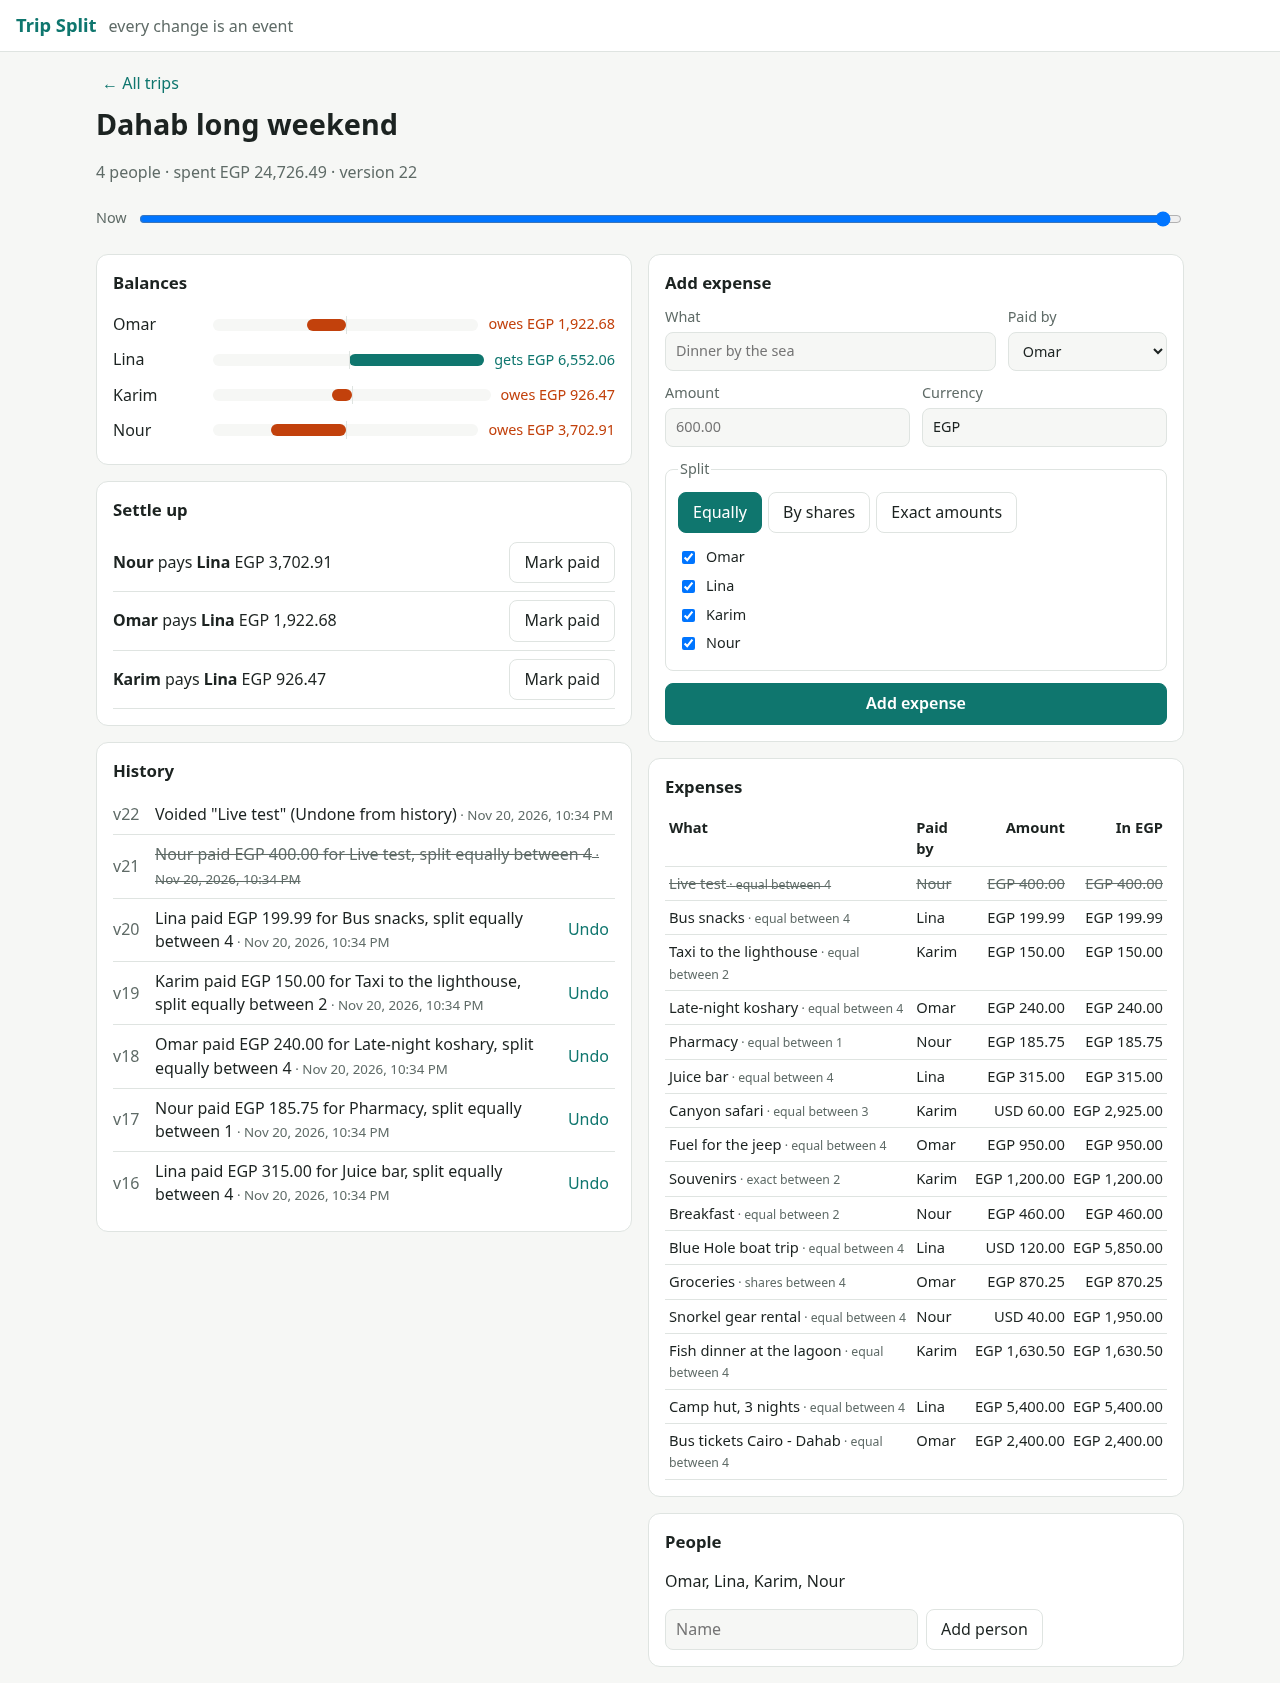 Trip Split every change is an event
← All trips
Dahab long weekend
4 people · spent EGP 24,726.49 · version 22
Now
Balances
Omar owes EGP 1,922.68
Lina gets EGP 6,552.06
Karim owes EGP 926.47
Nour owes EGP 3,702.91
Settle up
Nour pays Lina EGP 3,702.91 Mark paid
Omar pays Lina EGP 1,922.68 Mark paid
Karim pays Lina EGP 926.47 Mark paid
History
v22 Voided "Live test" (Undone from history) · Nov 20, 2026, 10:34 PM
v21 Nour paid EGP 400.00 for Live test, split equally between 4 ·
Nov 20, 2026, 10:34 PM
v20 Lina paid EGP 199.99 for Bus snacks, split equally
between 4 · Nov 20, 2026, 10:34 PM Undo
v19 Karim paid EGP 150.00 for Taxi to the lighthouse,
split equally between 2 · Nov 20, 2026, 10:34 PM Undo
v18 Omar paid EGP 240.00 for Late-night koshary, split
equally between 4 · Nov 20, 2026, 10:34 PM Undo
v17 Nour paid EGP 185.75 for Pharmacy, split equally
between 1 · Nov 20, 2026, 10:34 PM Undo
v16 Lina paid EGP 315.00 for Juice bar, split equally
between 4 · Nov 20, 2026, 10:34 PM Undo
Add expense
What Paid by
Dinner by the sea Omar
Amount Currency
600.00 EGP
Split
Equally By shares Exact amounts
Omar
Lina
Karim
Nour
Add expense
Expenses
What Paid by Amount In EGP
Live test · equal between 4 Nour EGP 400.00 EGP 400.00
Bus snacks · equal between 4 Lina EGP 199.99 EGP 199.99
Taxi to the lighthouse · equal Karim EGP 150.00 EGP 150.00
between 2
Late-night koshary · equal between 4 Omar EGP 240.00 EGP 240.00
Pharmacy · equal between 1 Nour EGP 185.75 EGP 185.75
Juice bar · equal between 4 Lina EGP 315.00 EGP 315.00
Canyon safari · equal between 3 Karim USD 60.00 EGP 2,925.00
Fuel for the jeep · equal between 4 Omar EGP 950.00 EGP 950.00
Souvenirs · exact between 2 Karim EGP 1,200.00 EGP 1,200.00
Breakfast · equal between 2 Nour EGP 460.00 EGP 460.00
Blue Hole boat trip · equal between 4 Lina USD 120.00 EGP 5,850.00
Groceries · shares between 4 Omar EGP 870.25 EGP 870.25
Snorkel gear rental · equal between 4 Nour USD 40.00 EGP 1,950.00
Fish dinner at the lagoon · equal Karim EGP 1,630.50 EGP 1,630.50
between 4
Camp hut, 3 nights · equal between 4 Lina EGP 5,400.00 EGP 5,400.00
Bus tickets Cairo - Dahab · equal Omar EGP 2,400.00 EGP 2,400.00
between 4
People
Omar, Lina, Karim, Nour
Name Add person